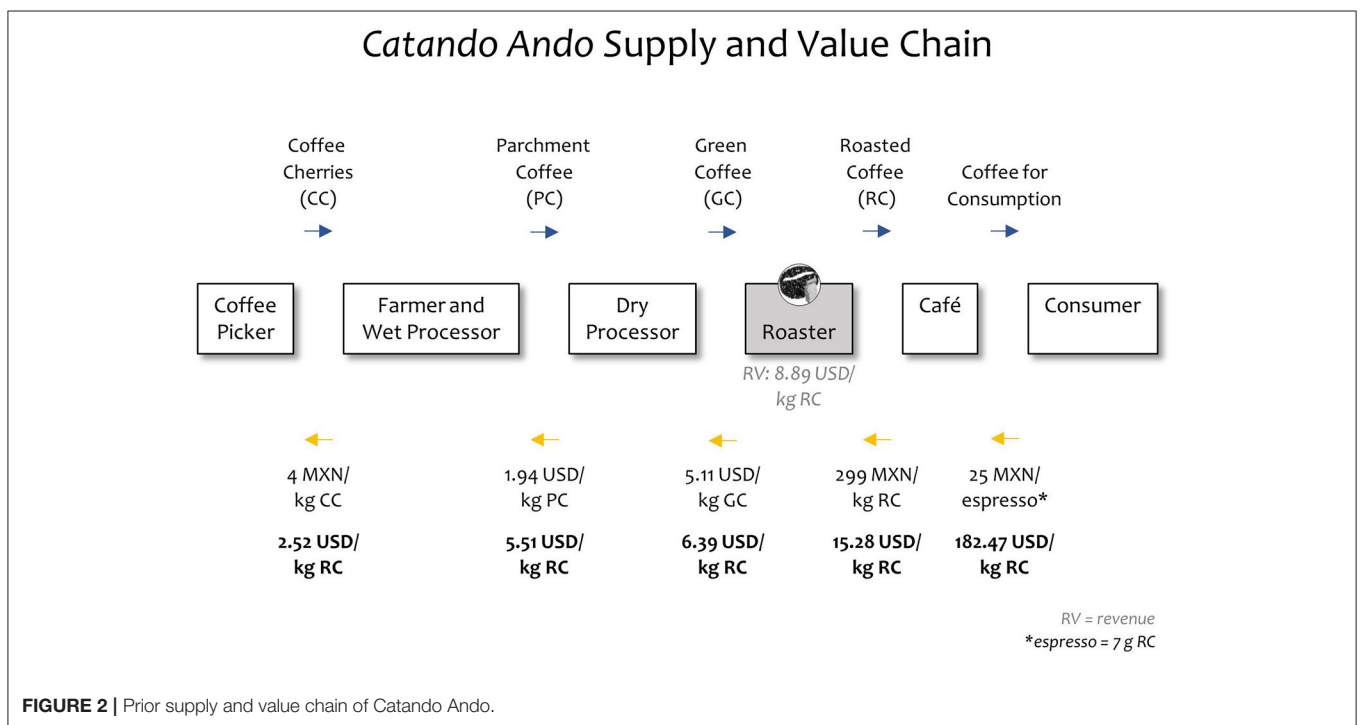 Catando Ando Supply and Value Chain
Coffee
Cherries
(CC)
Parchment
Coffee
(PC)
Green
Coffee
(GC)
Roasted
Coffee
(RC)
Coffee for
Consumption
Coffee
Picker
Farmer and
Wet Processor
Dry
Processor
Roaster
Café
Consumer
RV: 8.89 USD/
kg RC
4 MXN/
kg CC
2.52 USD/
kg RC
1.94 USD/
kg PC
5.51 USD/
kg RC
5.11 USD/
kg GC
6.39 USD/
kg RC
299 MXN/
kg RC
15.28 USD/
kg RC
25 MXN/
espresso*
182.47 USD/
kg RC
RV = revenue
*espresso = 7 g RC
FIGURE 2 | Prior supply and value chain of Catando Ando.